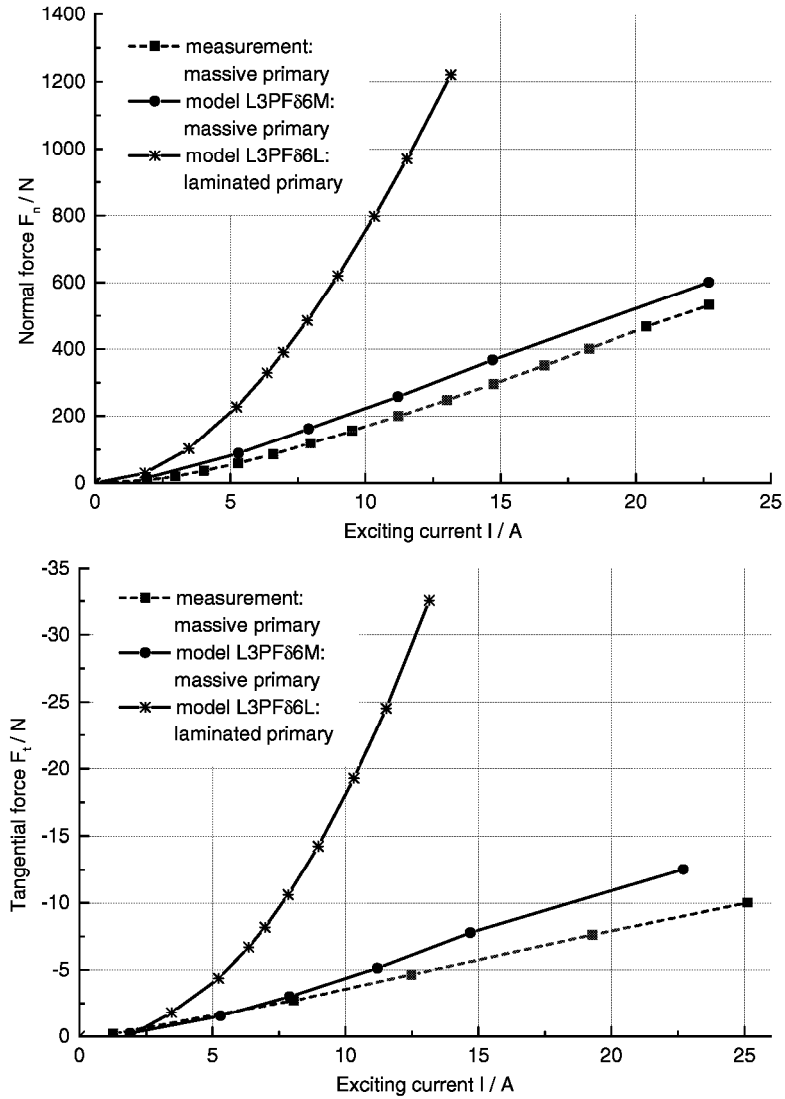 1400
1200
1000
800
600
400
200
0
Normal force Fn / N
measurement:
massive primary
model L3PFδ6M:
massive primary
model L3PFδ6L:
laminated primary
0 5 10 15 20 25
Exciting current I / A
-35
-30
-25
-20
-15
-10
-5
0
Tangential force Ft / N
measurement:
massive primary
model L3PFδ6M:
massive primary
model L3PFδ6L:
laminated primary
0 5 10 15 20 25
Exciting current I / A